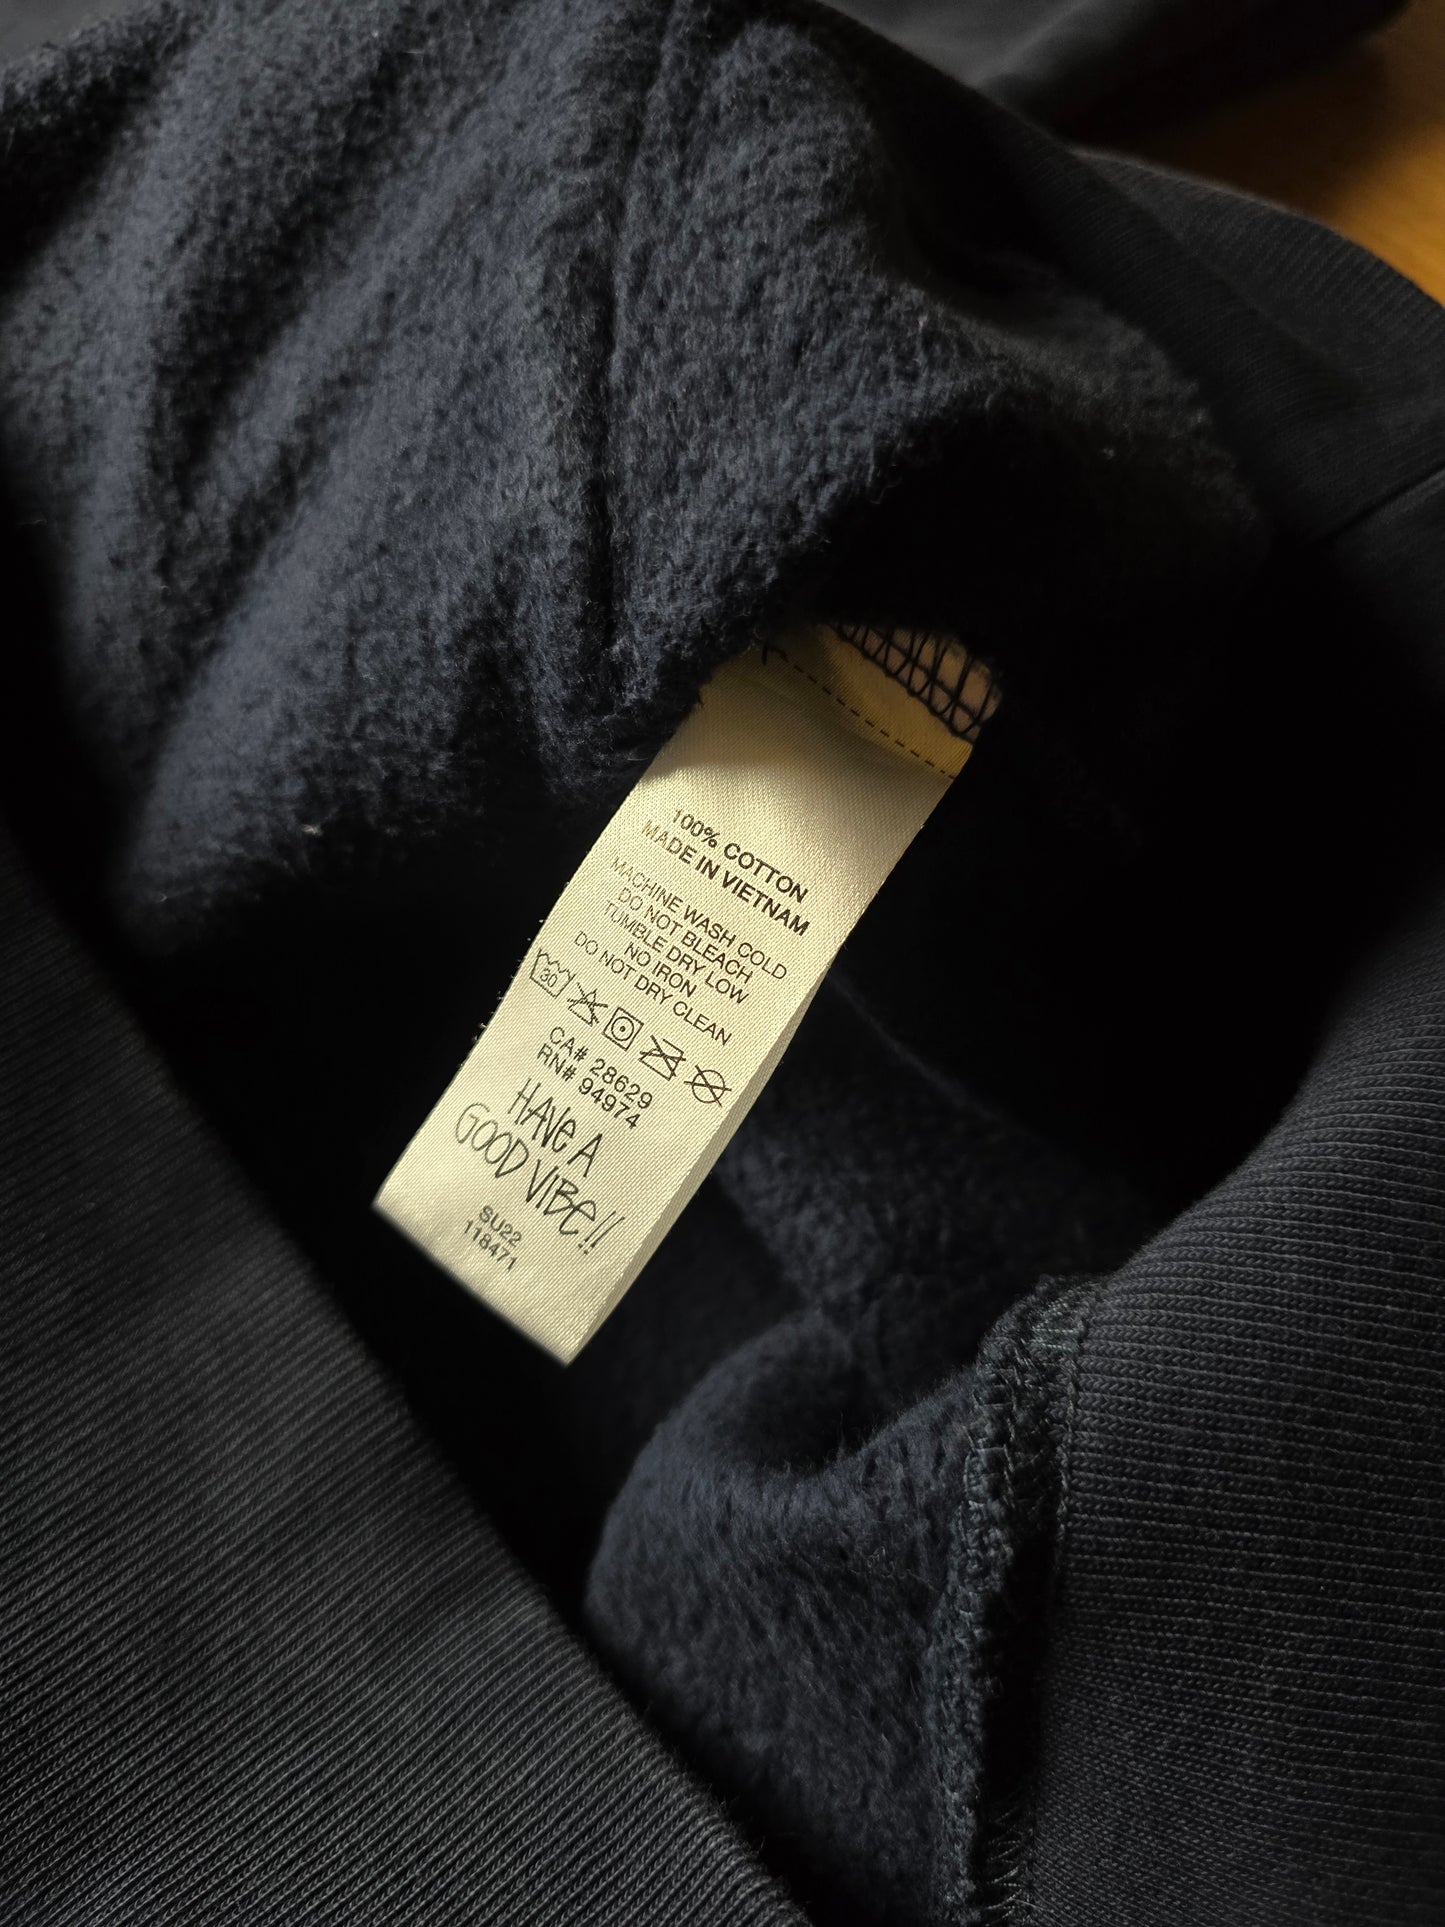 100% COTTON
MADE IN VIETNAM
MACHINE WASH COLD
DO NOT BLEACH
TUMBLE DRY LOW
NO IRON
DO NOT DRY CLEAN
30
CA# 28629
RN# 94974
HAVE A
GOOD VIBE!!
SU22
118471